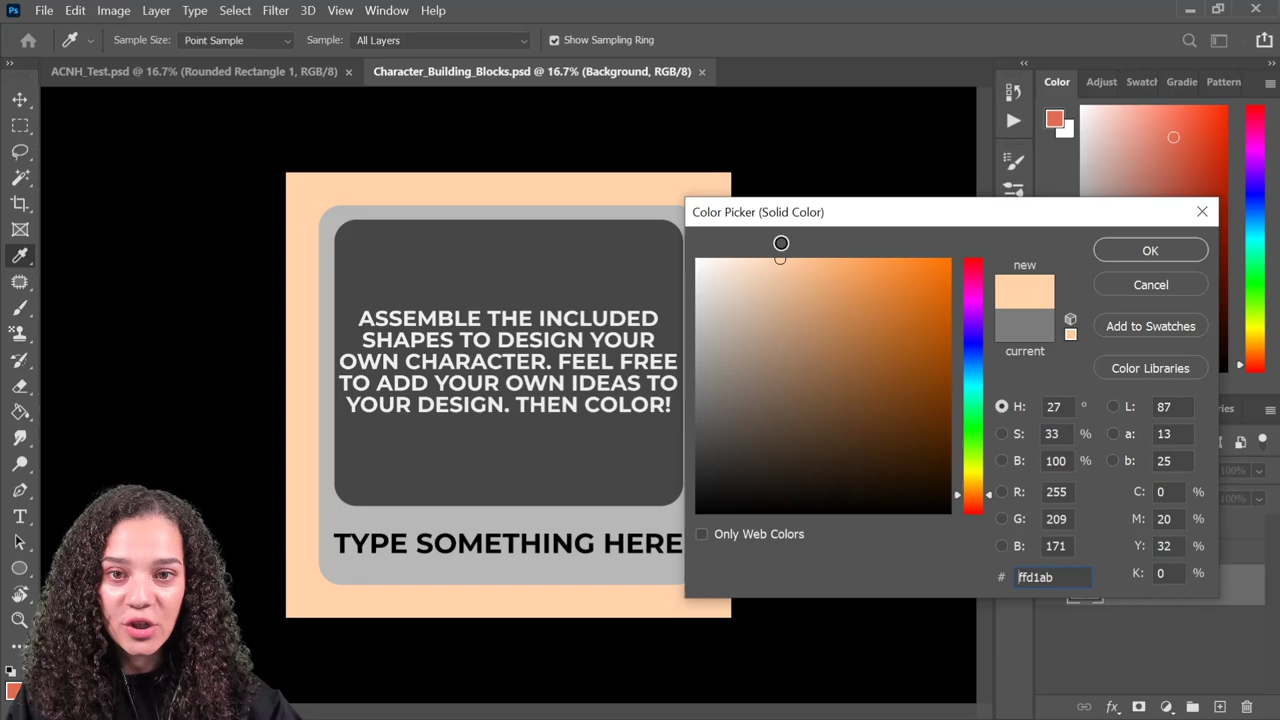 Ps File Edit Image Layer Type Select Filter 3D View Window Help
Sample Size: Point Sample Sample: All Layers Show Sampling Ring
ACNH_Test.psd @ 16.7% (Rounded Rectangle 1, RGB/8) × Character_Building_Blocks.psd @ 16.7% (Background, RGB/8) ×
Color Adjust Swatch Gradie Pattern
ASSEMBLE THE INCLUDED
SHAPES TO DESIGN YOUR
OWN CHARACTER. FEEL FREE
TO ADD YOUR OWN IDEAS TO
YOUR DESIGN. THEN COLOR!
TYPE SOMETHING HERE
Color Picker (Solid Color)
new
current
OK
Cancel
Add to Swatches
Color Libraries
H: 27 ° L: 87
S: 33 % a: 13
B: 100 % b: 25
R: 255 C: 0 %
G: 209 M: 20 %
B: 171 Y: 32 %
# ffd1ab K: 0 %
Only Web Colors
fx